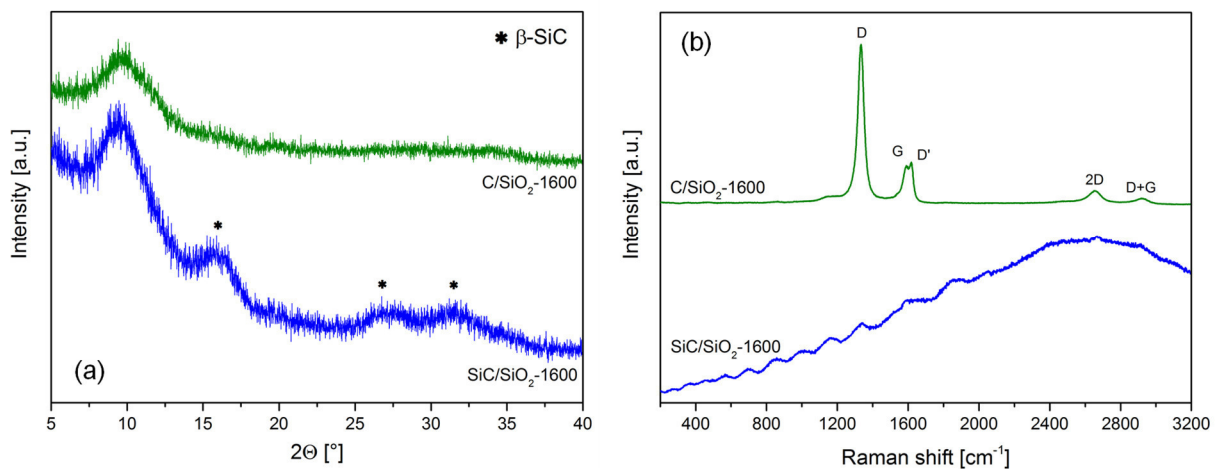 ✱ β-SiC
C/SiO₂-1600
✱
✱ ✱
SiC/SiO₂-1600
(a)
Intensity [a.u.]
5 10 15 20 25 30 35 40
2Θ [°]
(b)
D
G D'
2D D+G
C/SiO₂-1600
SiC/SiO₂-1600
Intensity [a.u.]
400 800 1200 1600 2000 2400 2800 3200
Raman shift [cm⁻¹]